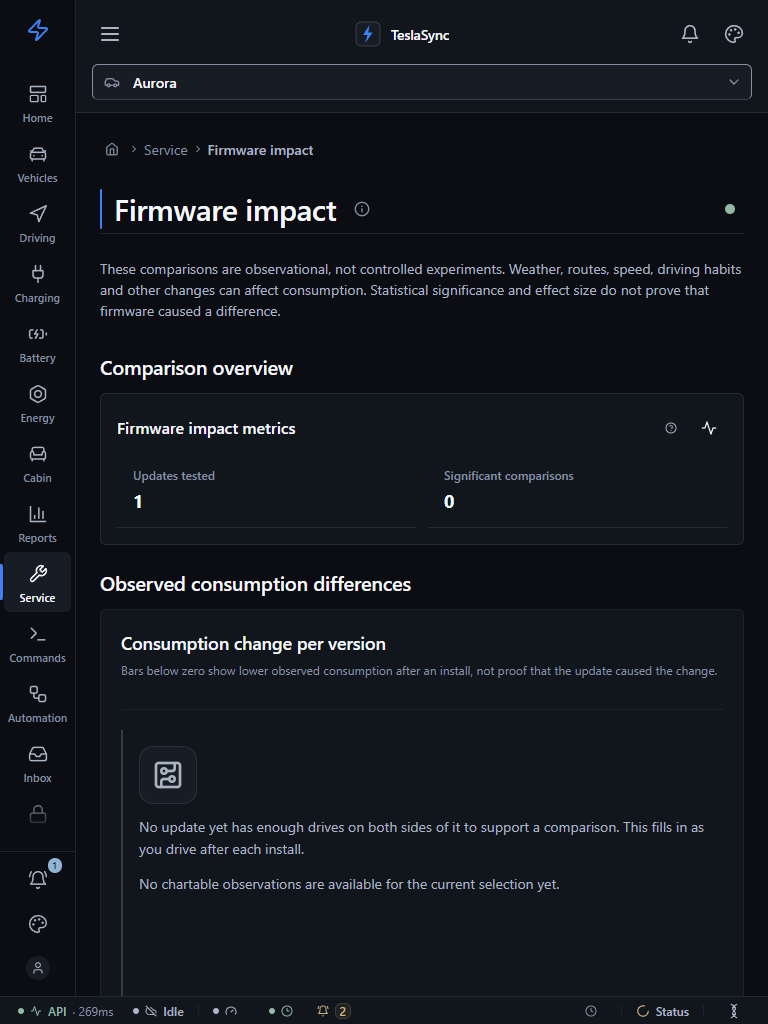 TeslaSync
Aurora
Home
Vehicles
Driving
Charging
Battery
Energy
Cabin
Reports
Service
Commands
Automation
Inbox
1
Service
Firmware impact
Firmware impact
These comparisons are observational, not controlled experiments. Weather, routes, speed, driving habits
and other changes can affect consumption. Statistical significance and effect size do not prove that
firmware caused a difference.
Comparison overview
Firmware impact metrics
Updates tested
1
Significant comparisons
0
Observed consumption differences
Consumption change per version
Bars below zero show lower observed consumption after an install, not proof that the update caused the change.
No update yet has enough drives on both sides of it to support a comparison. This fills in as
you drive after each install.
No chartable observations are available for the current selection yet.
API · 269ms
Idle
2
Status